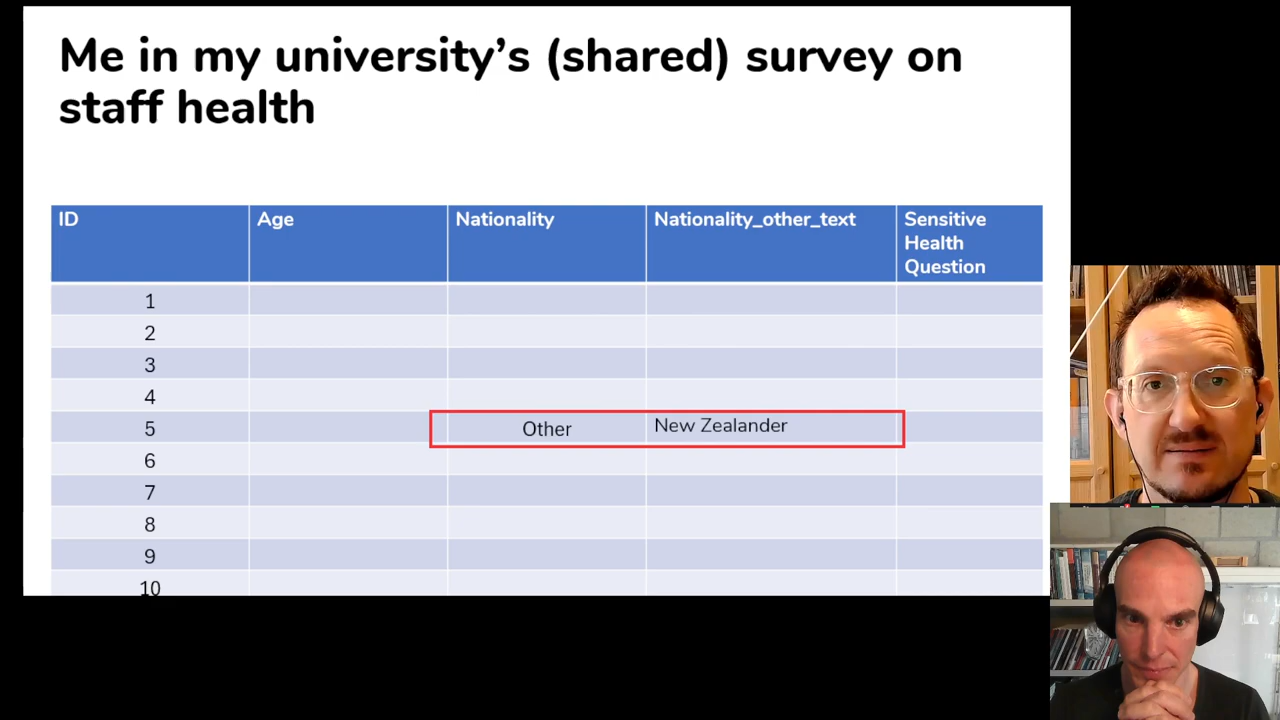 Me in my university's (shared) survey on
staff health
ID Age Nationality Nationality_other_text Sensitive
Health
Question
1
2
3
4
5 Other New Zealander
6
7
8
9
10